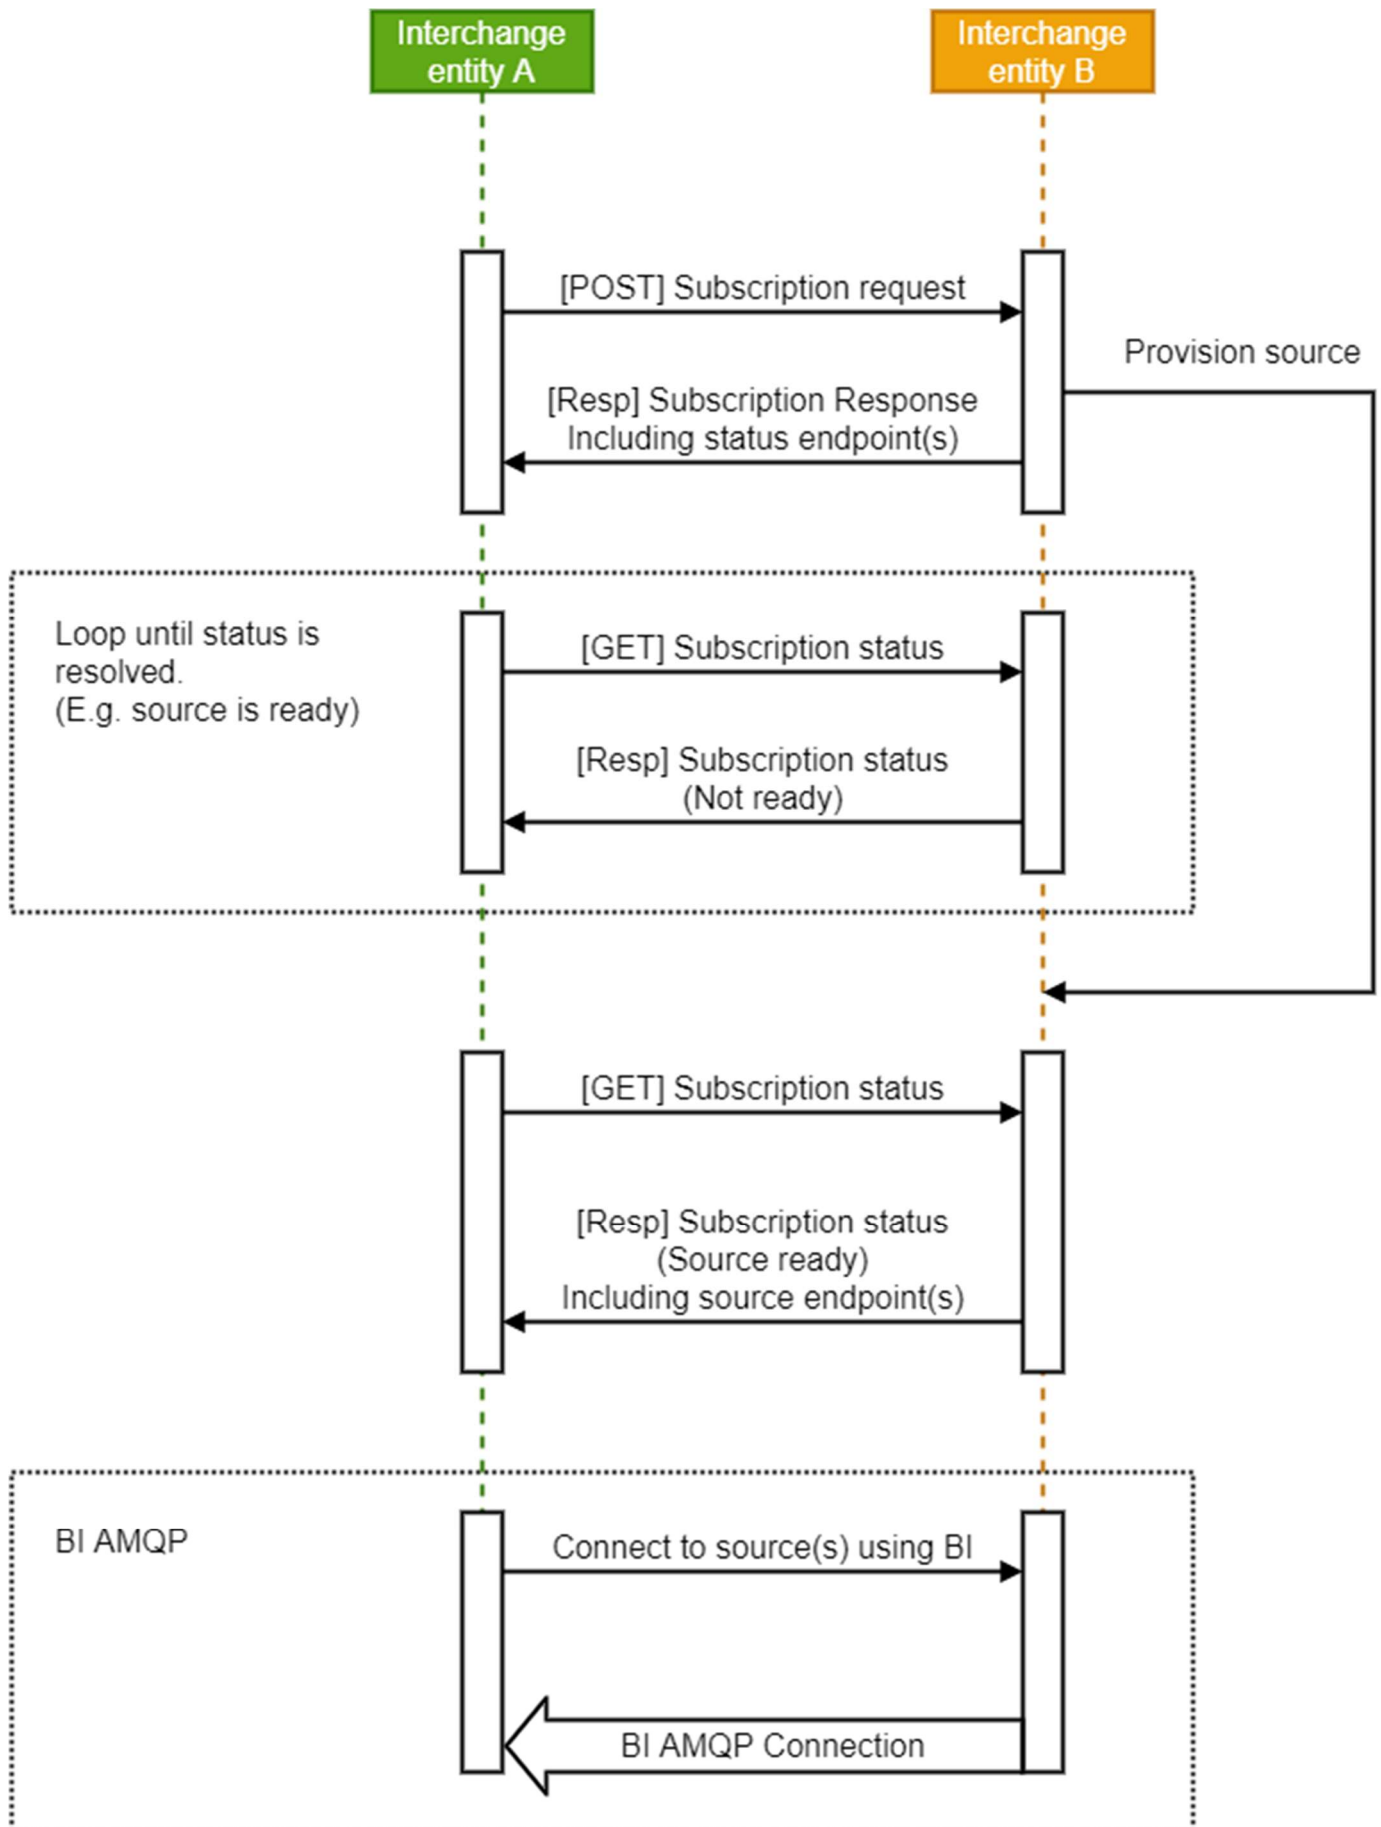 Interchange
entity A
Interchange
entity B
[POST] Subscription request
Provision source
[Resp] Subscription Response
Including status endpoint(s)
Loop until status is
resolved.
(E.g. source is ready)
[GET] Subscription status
[Resp] Subscription status
(Not ready)
[GET] Subscription status
[Resp] Subscription status
(Source ready)
Including source endpoint(s)
BI AMQP
Connect to source(s) using BI
BI AMQP Connection